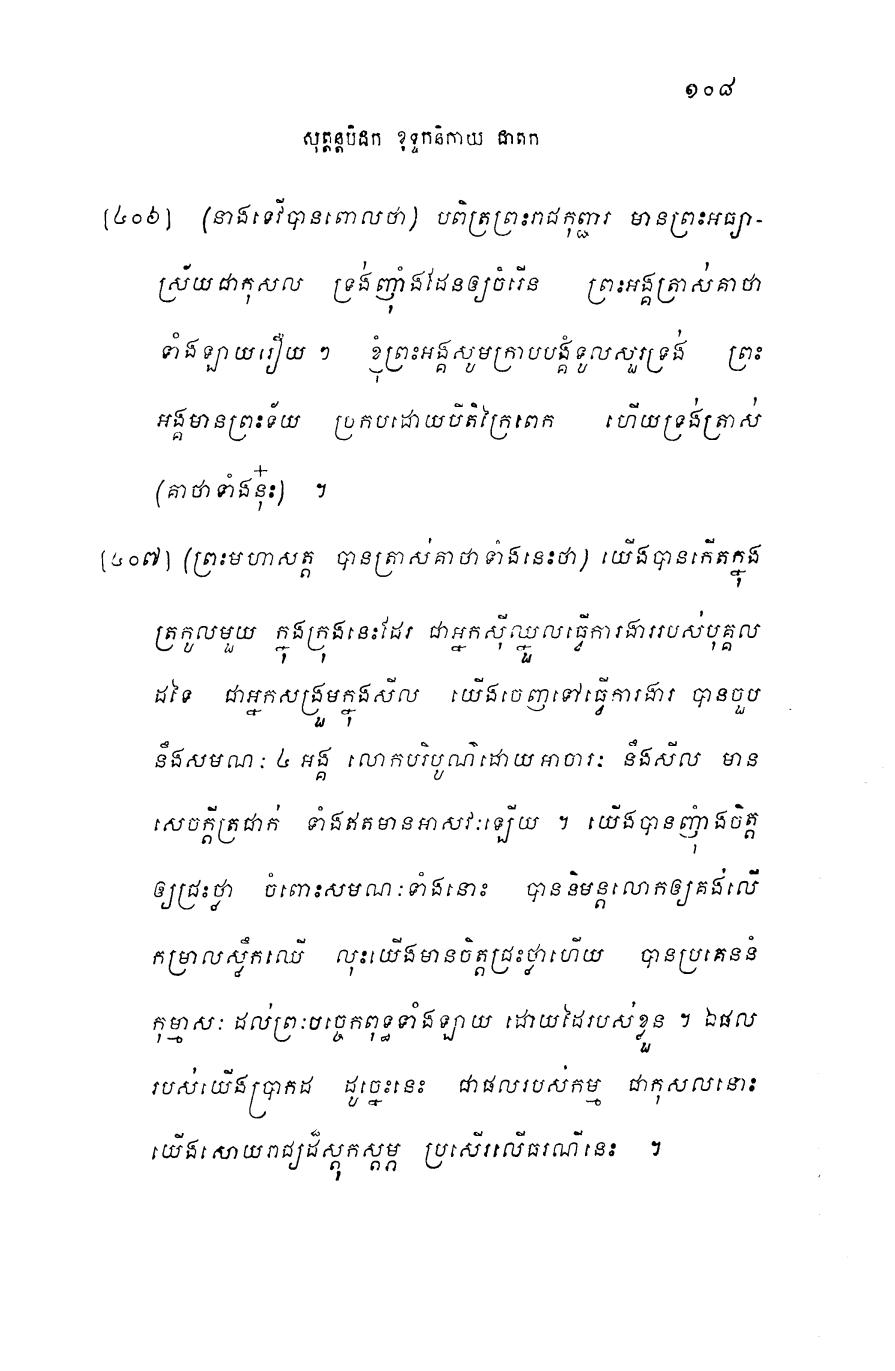 ១០៨
សុត្តន្តបិដក ខុទ្ទកនិកាយ ជាតក
[៤០៦] (នាងទេវីបានពោលថា) បពិត្រព្រះរាជកុញ្ជារ មានព្រះអធ្យា-
ស្រ័យជាកុសល ទ្រង់ញ៉ាំងដែនឲ្យចំរើន ព្រះអង្គត្រាស់គាថា
ទាំងឡាយរឿយ ៗ ខ្ញុំព្រះអង្គសូមក្រាបបង្គំទូលសួរទ្រង់ ព្រះ
អង្គមានព្រះទ័យ ប្រកបដោយបីតិក្រៃពេក ហើយទ្រង់ត្រាស់
(គាថាទាំងនុ៎ះ) ។
[៤០៧] (ព្រះមហាសត្ត បានត្រាស់គាថាទាំងនេះថា) យើងបានកើតក្នុង
ត្រកូលមួយ ក្នុងក្រុងនេះដែរ ជាអ្នកស៊ីឈ្នួលធ្វើការងាររបស់បុគ្គល
ដទៃ ជាអ្នកសង្រួមក្នុងសីល យើងចេញទៅធ្វើការងារ បានចួប
នឹងសមណៈ ៤ អង្គ លោកបរិបូណ៌ដោយអាចារៈ នឹងសីល មាន
សេចក្តីត្រជាក់ ទាំងឥតមានអាសវៈឡើយ ។ យើងបានញុំាងចិត្ត
ឲ្យជ្រះថ្លា ចំពោះសមណៈទាំងនោះ បាននិមន្តលោកឲ្យគង់លើ
កម្រាលស្លឹកឈើ លុះយើងមានចិត្តជ្រះថ្លាហើយ បានប្រគេននំ
កុម្មាសៈ ដល់ព្រះបច្ចេកពុទ្ធទាំងឡាយ ដោយដៃរបស់ខ្លួន ។ ឯផល
របស់យើងប្រាកដ ដូច្នេះនេះ ជាផលរបស់កម្ម ជាកុសលនោះ
យើងសោយរាជ្យដ៏ស្តុកស្តម្ភ ប្រសើរលើធរណីនេះ ។